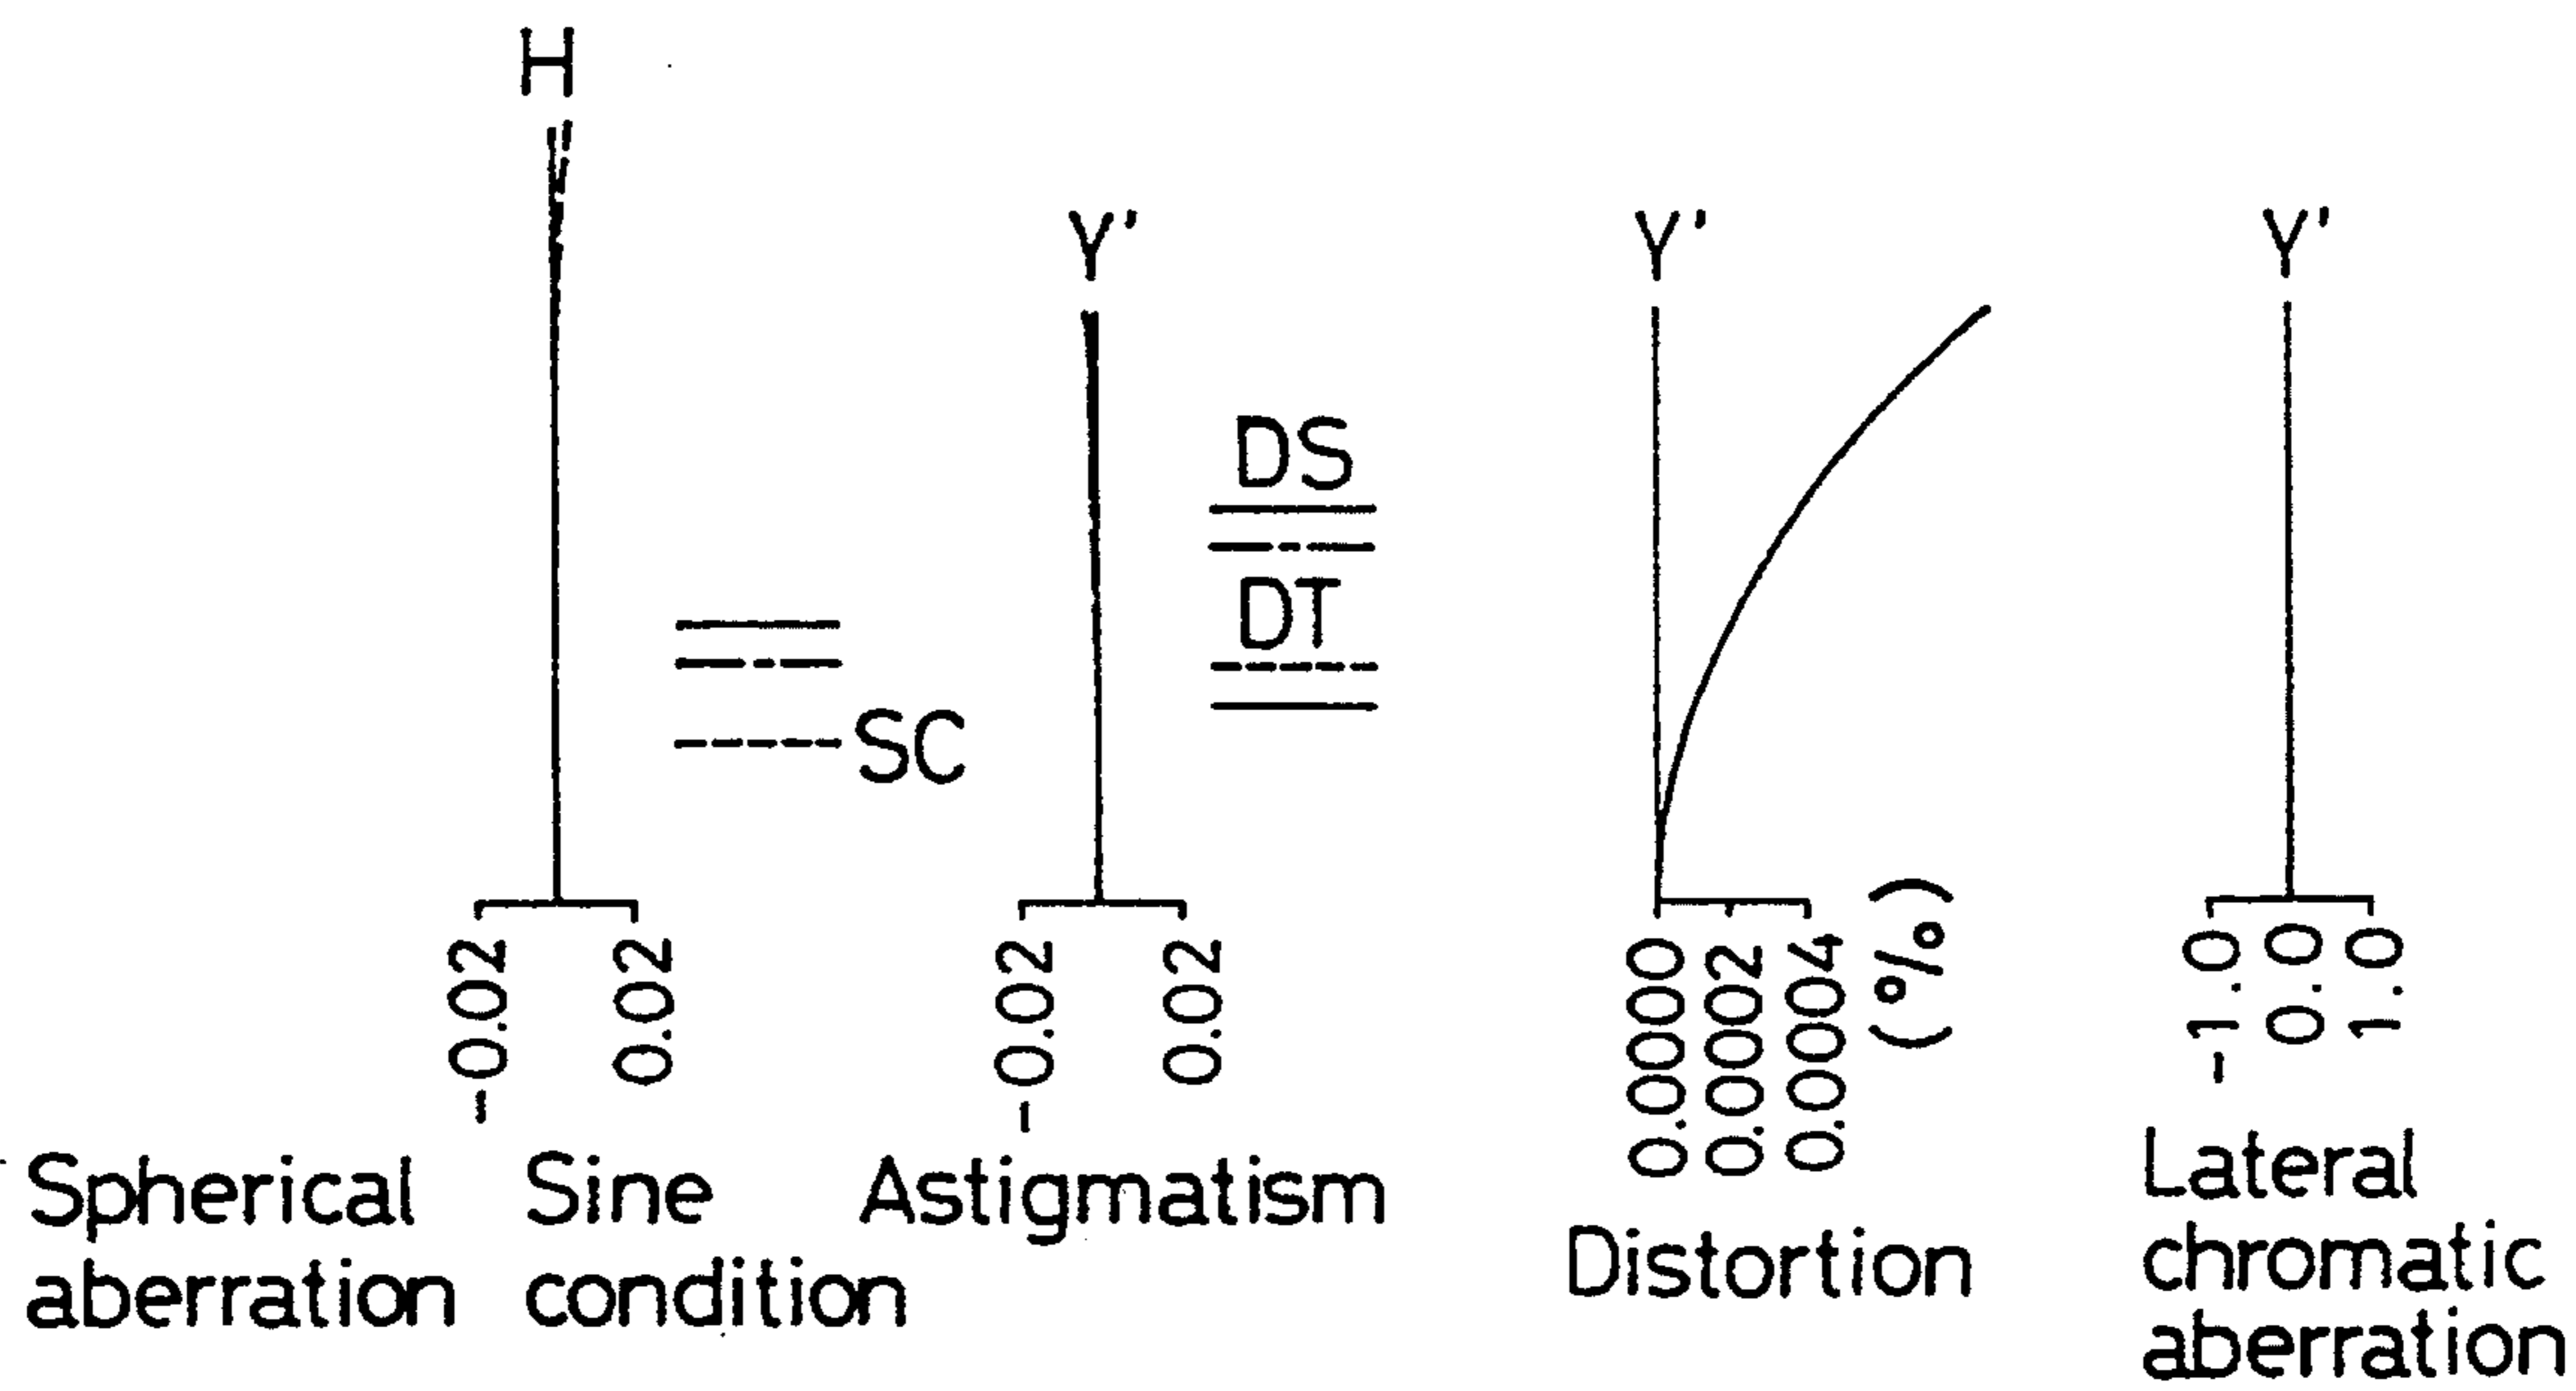 H
Y'
Y'
Y'
DS
DT
SC
-0.02
0.02
-0.02
0.02
0.0000
0.0002
0.0004
(%)
-1.0
0.0
1.0
Spherical
aberration
Sine
condition
Astigmatism
Distortion
Lateral
chromatic
aberration